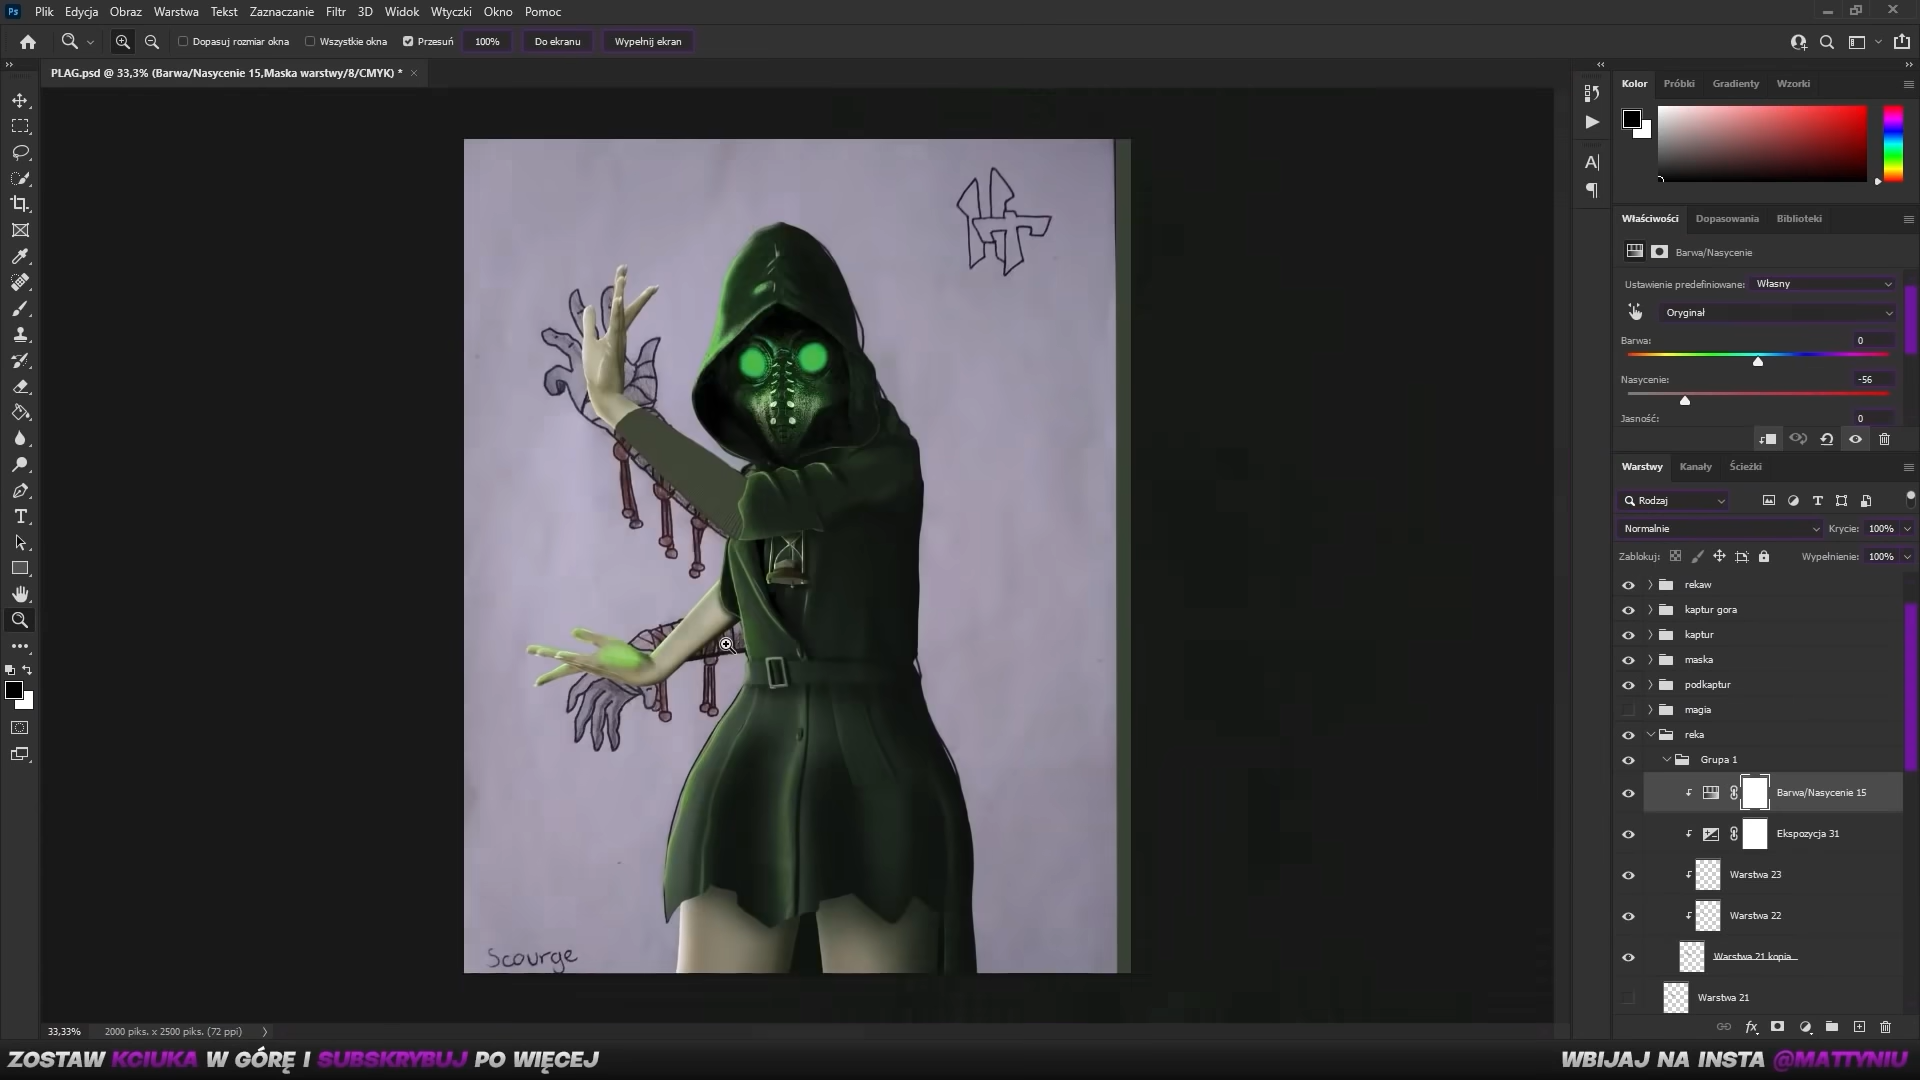 Ps Plik Edycja Obraz Warstwa Tekst Zaznaczanie Filtr 3D Widok Wtyczki Okno Pomoc
Dopasuj rozmiar okna Wszystkie okna Przesuń 100% Do ekranu Wypełnij ekran
PLAG.psd @ 33,3% (Barwa/Nasycenie 15,Maska warstwy/8/CMYK) *
Kolor Próbki Gradienty Wzorki
Właściwości Dopasowania Biblioteki
Barwa/Nasycenie
Ustawienie predefiniowane: Własny
Oryginał
Barwa: 0
Nasycenie: -56
Jasność: 0
Warstwy Kanały Ścieżki
Rodzaj
Normalnie Krycie: 100%
Zablokuj: Wypełnienie: 100%
rekaw
kaptur gora
kaptur
maska
podkaptur
magia
reka
Grupa 1
Barwa/Nasycenie 15
Ekspozycja 31
Warstwa 23
Warstwa 22
Warstwa 21 kopia
Warstwa 21
Scourge
33,33% 2000 piks. x 2500 piks. (72 ppi)
ZOSTAW KCIUKA W GÓRĘ I SUBSKRYBUJ PO WIĘCEJ
WBIJAJ NA INSTA @MATTYNIU